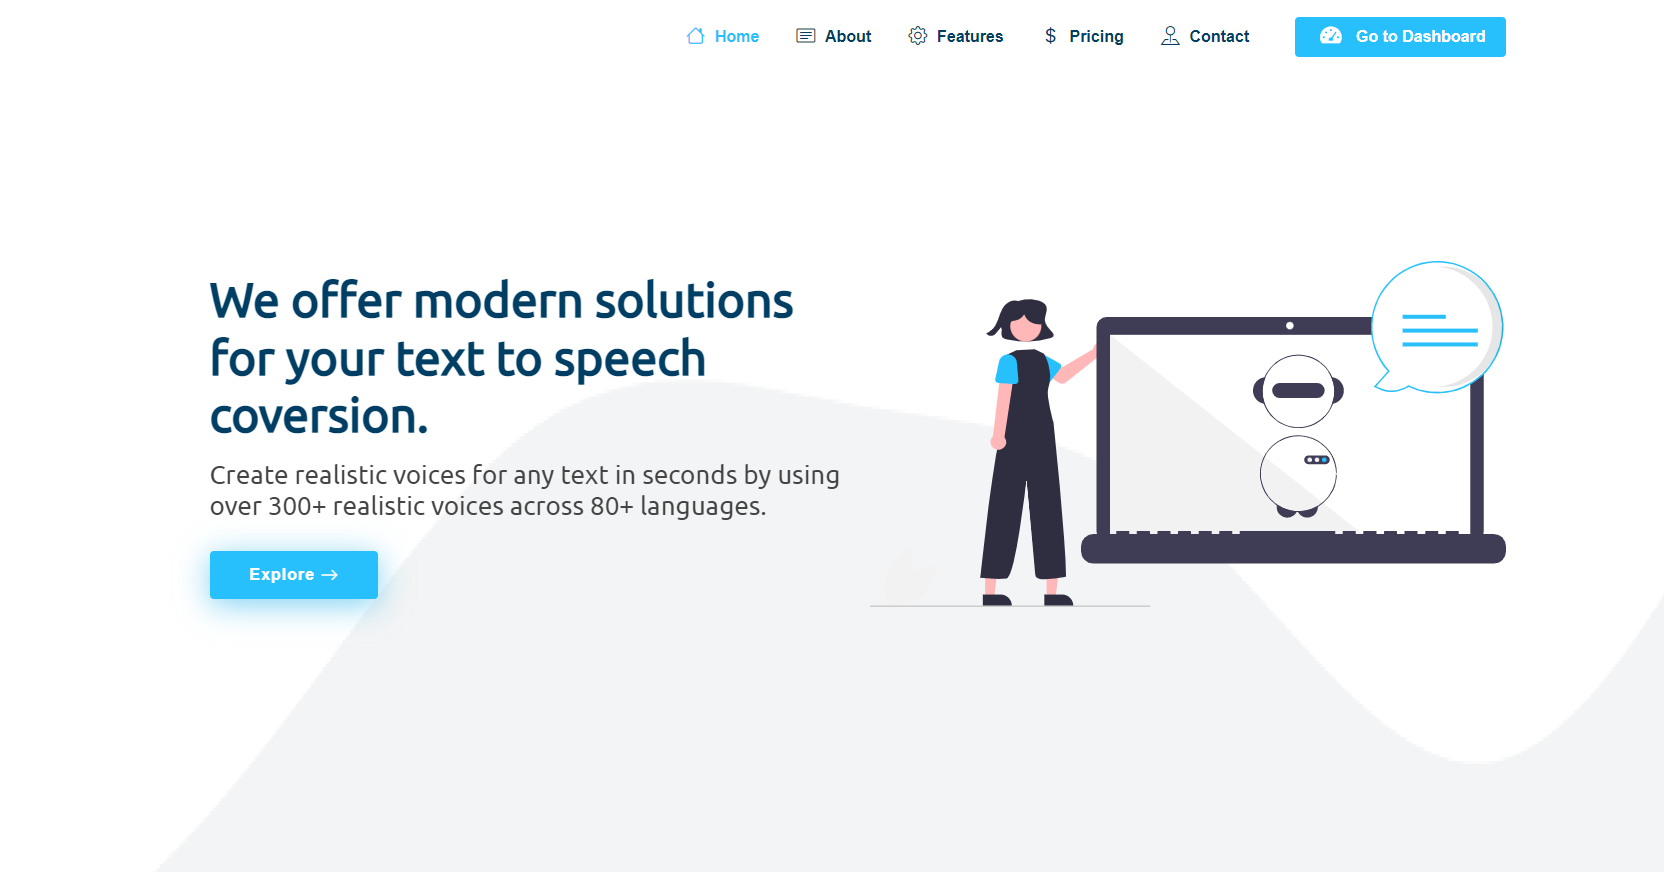 Home About Features $ Pricing Contact Go to Dashboard
We offer modern solutions
for your text to speech
coversion.
Create realistic voices for any text in seconds by using
over 300+ realistic voices across 80+ languages.
Explore →